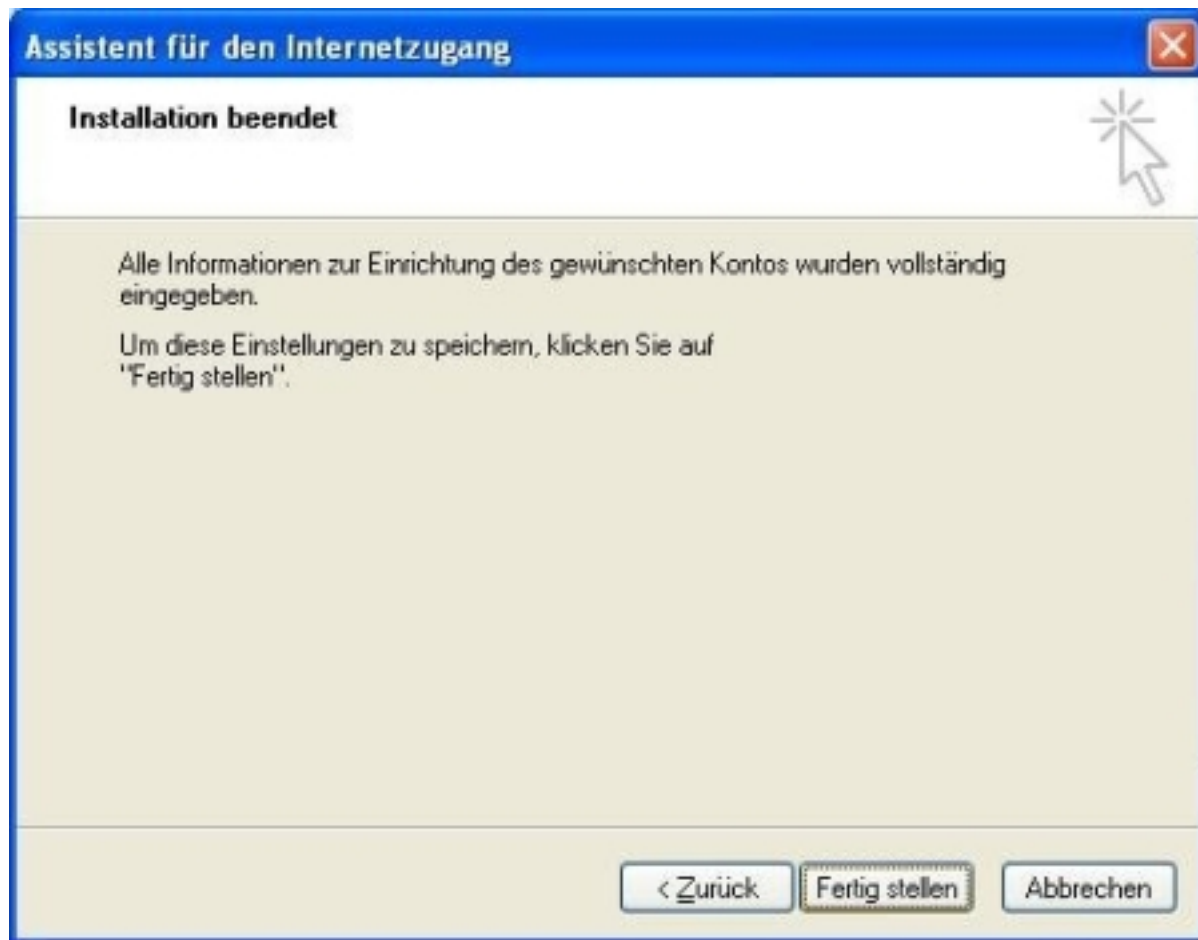 Assistent für den Internetzugang
Installation beendet
Alle Informationen zur Einrichtung des gewünschten Kontos wurden vollständig
eingegeben.
Um diese Einstellungen zu speichern, klicken Sie auf
"Fertig stellen".
< Zurück Fertig stellen Abbrechen